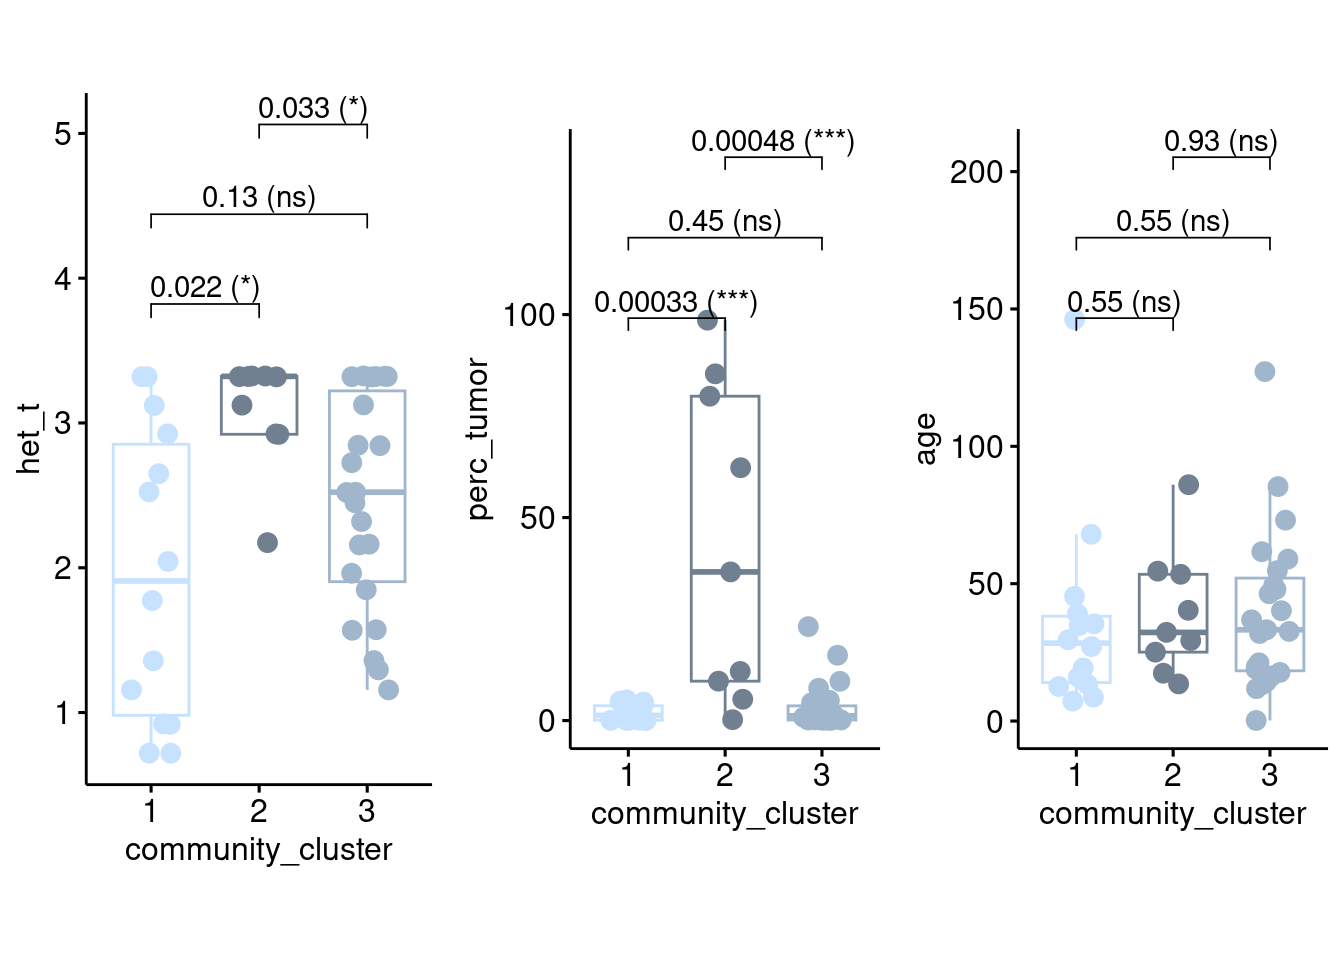 0.033 (*)
0.13 (ns)
0.022 (*)
5
4
3
2
1
het_t
1 2 3
community_cluster
0.00048 (***)
0.45 (ns)
0.00033 (***)
100
50
0
perc_tumor
1 2 3
community_cluster
0.93 (ns)
0.55 (ns)
0.55 (ns)
200
150
100
50
0
age
1 2 3
community_cluster